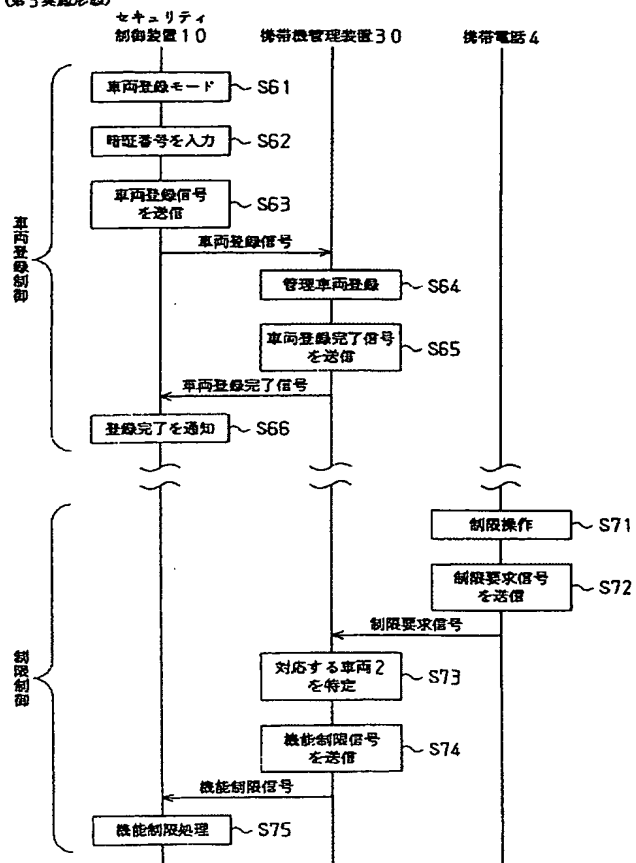 セキュリティ
制御装置10
携帯機管理装置30
携帯電話4
車両登録モード
S61
暗証番号を入力
S62
車両登録信号
を送信
S63
車両登録信号
車両登録制御
管理車両登録
S64
車両登録完了信号
を送信
S65
車両登録完了信号
登録完了を通知
S66
制限操作
S71
制限要求信号
を送信
S72
制限要求信号
制限制御
対応する車両2
を特定
S73
機能制限信号
を送信
S74
機能制限信号
機能制限処理
S75